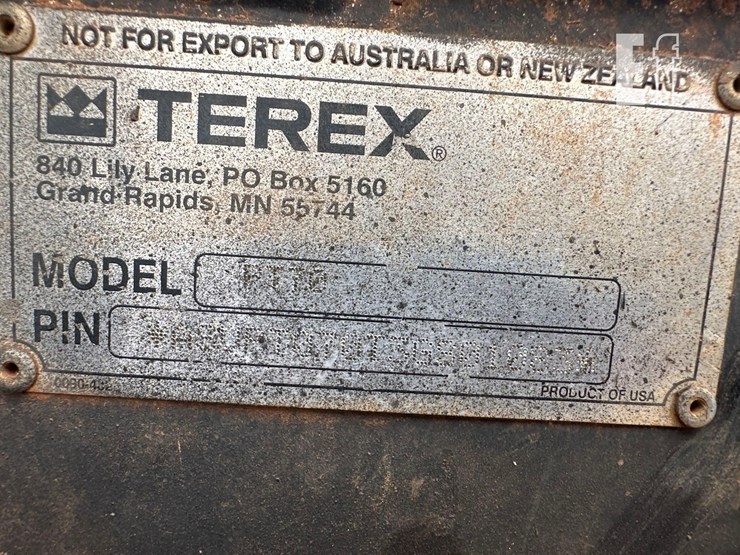 NOT FOR EXPORT TO AUSTRALIA OR NEW ZEALAND
TEREX®
840 Lily Lane, PO Box 5160
Grand Rapids, MN 55744
MODEL
PIN
PRODUCT OF USA